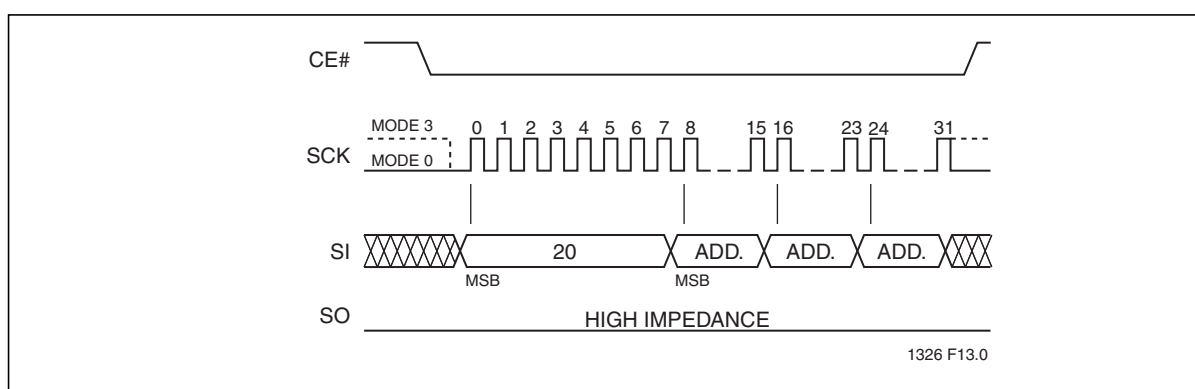 CE#
MODE 3
0 1 2 3 4 5 6 7 8 15 16 23 24 31
SCK
MODE 0
SI
20 ADD. ADD. ADD.
MSB MSB
SO
HIGH IMPEDANCE
1326 F13.0